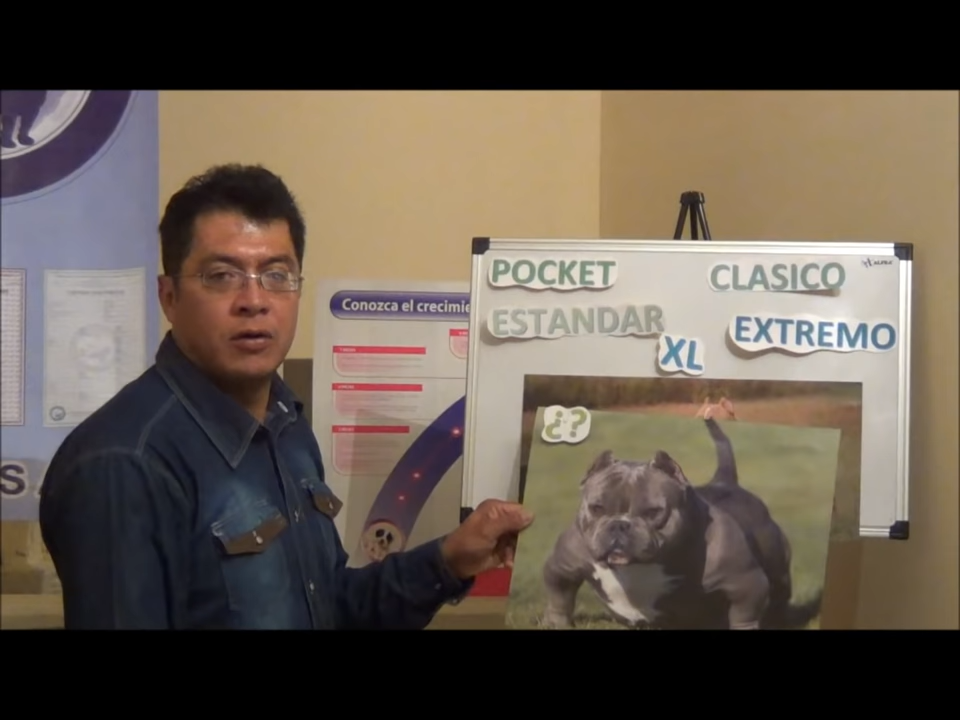 POCKET
CLASICO
ESTANDAR
EXTREMO
XL
¿?
Conozca el crecimie
S